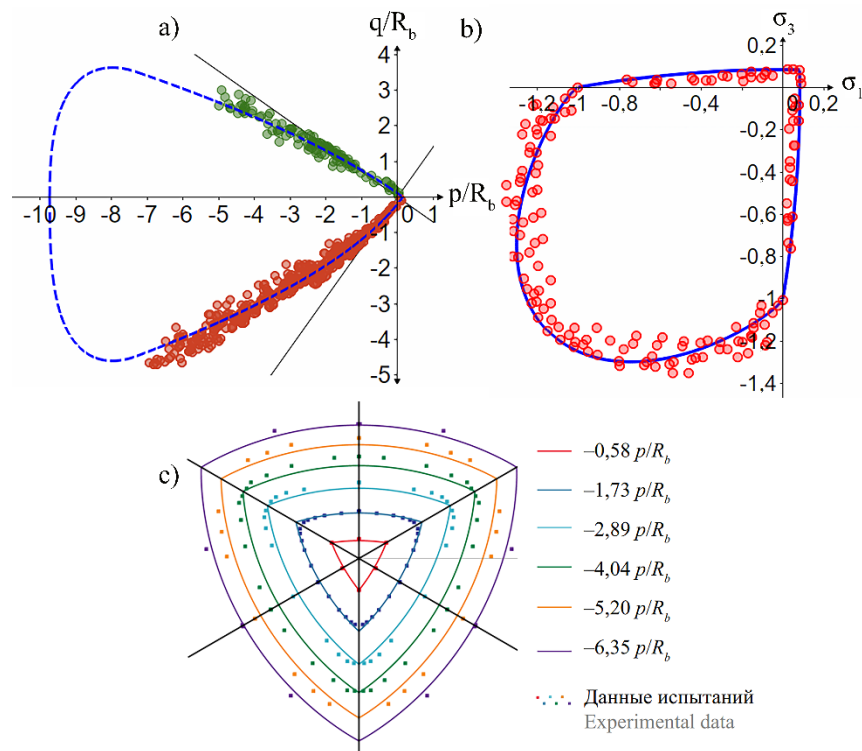 a)
q/R_b
4
3
2
1
-10 -9 -8 -7 -6 -5 -4 -3 -2 -1 0 1
p/R_b
-1
-2
-3
-4
-5
b)
σ_3
0,2
-1,2 -1 -0,8 -0,4 0 0,2
σ_1
-0,2
-0,4
-0,6
-0,8
-1
-1,2
-1,4
c)
–0,58 p/R_b
–1,73 p/R_b
–2,89 p/R_b
–4,04 p/R_b
–5,20 p/R_b
–6,35 p/R_b
Данные испытаний
Experimental data